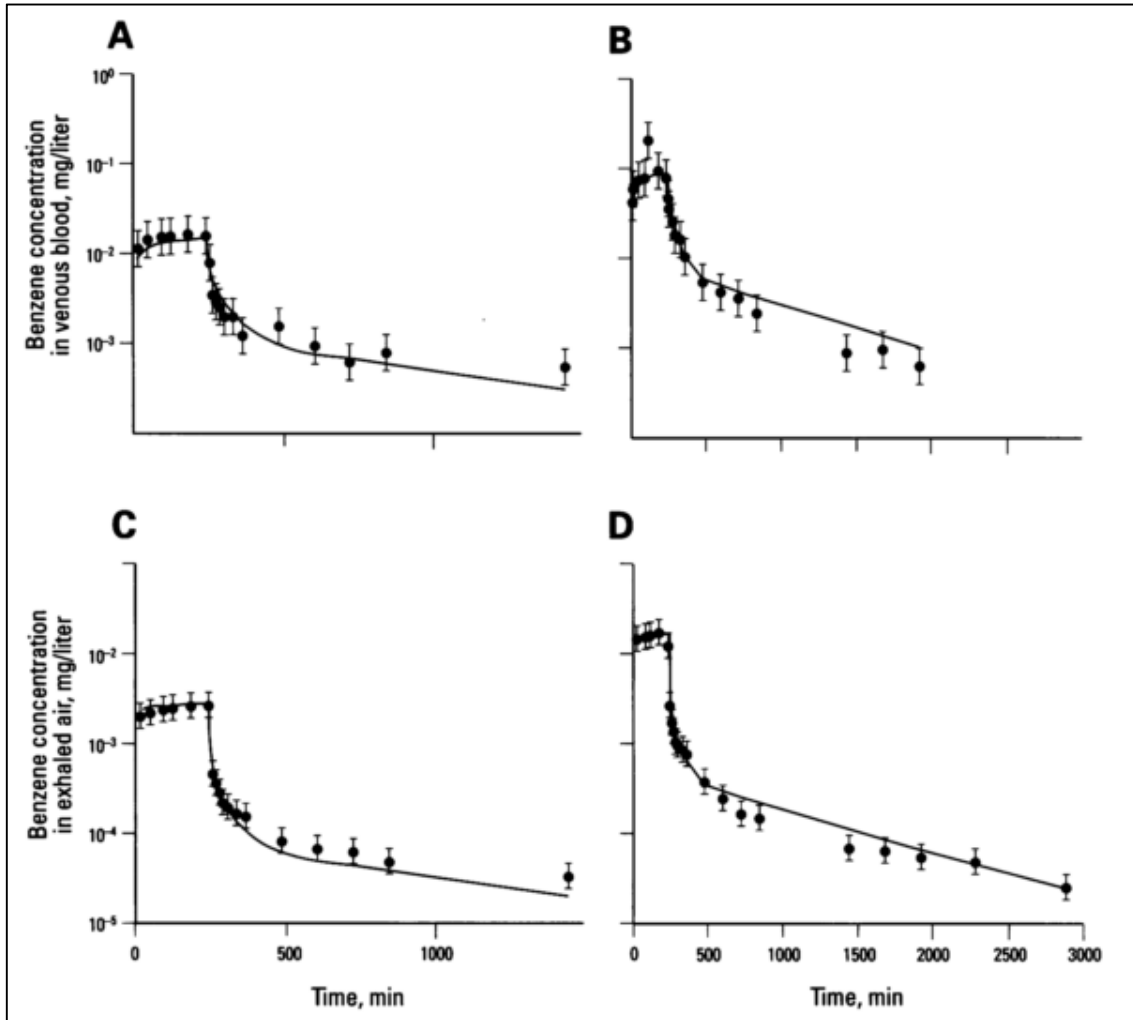 A
B
Benzene concentration
in venous blood, mg/liter
10⁰
10⁻¹
10⁻²
10⁻³
C
D
Benzene concentration
in exhaled air, mg/liter
10⁻²
10⁻³
10⁻⁴
10⁻⁵
0
500
1000
0
500
1000
1500
2000
2500
3000
Time, min
Time, min